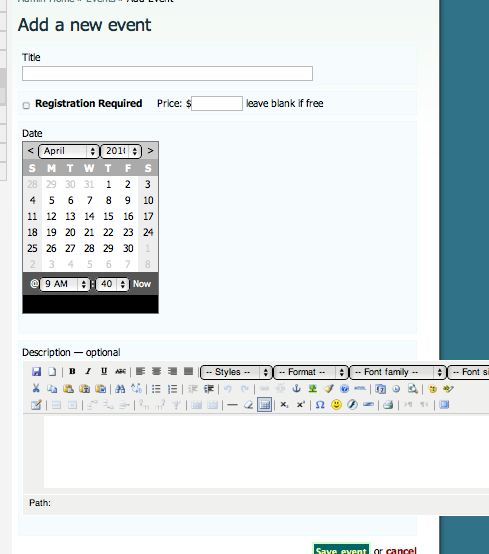 Admin Home » Events » Add Event
Add a new event
Title
Registration Required Price: $ leave blank if free
Date
< April 201 >
S M T W T F S
28 29 30 31 1 2 3
4 5 6 7 8 9 10
11 12 13 14 15 16 17
18 19 20 21 22 23 24
25 26 27 28 29 30 1
2 3 4 5 6 7 8
@ 9 AM : 40 Now
Description — optional
B I U ABC -- Styles -- -- Format -- -- Font family -- -- Font si
Path:
Save event or cancel